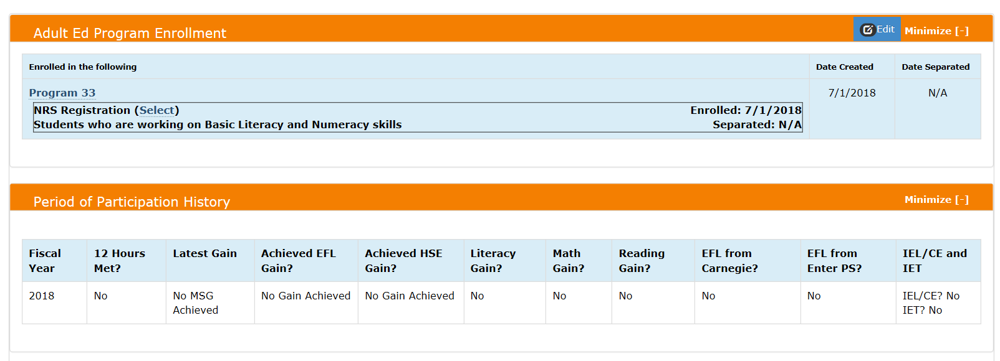 Adult Ed Program Enrollment
Edit Minimize [-]
Enrolled in the following Date Created Date Separated
Program 33 7/1/2018 N/A
NRS Registration (Select) Enrolled: 7/1/2018
Students who are working on Basic Literacy and Numeracy skills Separated: N/A
Period of Participation History Minimize [-]
Fiscal Year
12 Hours Met?
Latest Gain
Achieved EFL Gain?
Achieved HSE Gain?
Literacy Gain?
Math Gain?
Reading Gain?
EFL from Carnegie?
EFL from Enter PS?
IEL/CE and IET
2018
No
No MSG Achieved
No Gain Achieved
No Gain Achieved
No
No
No
No
No
IEL/CE? No
IET? No